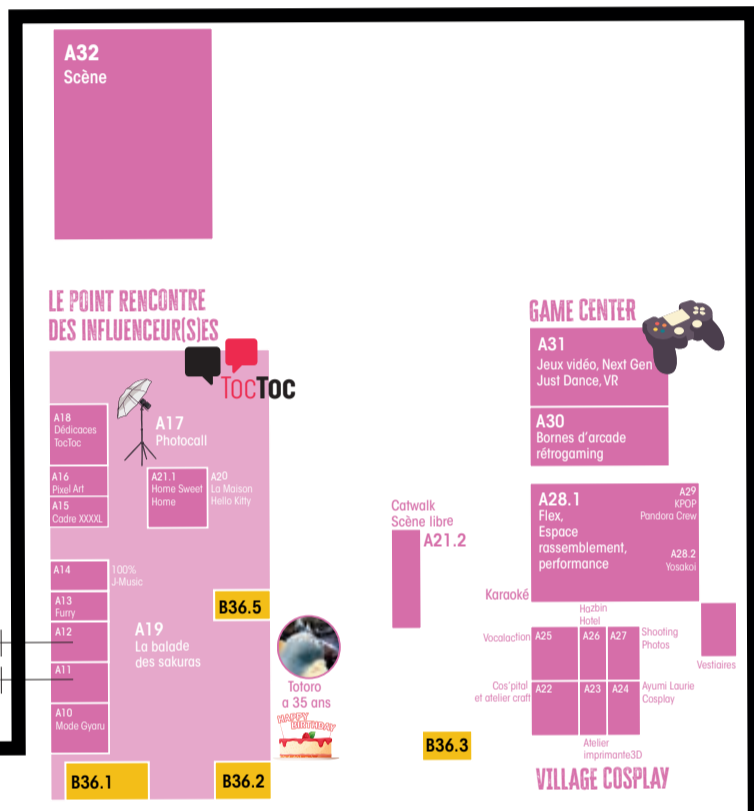 A32
Scène
LE POINT RENCONTRE
DES INFLUENCEUR(S)ES
TocToc
A18
Dédicaces
TocToc
A17
Photocall
A16
Pixel Art
A15
Cadre XXXXL
A21.1
Home Sweet
Home
A20
La Maison
Hello Kitty
A14
100%
J-Music
A13
Furry
A12
A11
A10
Mode Gyaru
A19
La balade
des sakuras
B36.5
B36.1
B36.2
Totoro
a 35 ans
HAPPY
BIRTHDAY
Catwalk
Scène libre
A21.2
B36.3
GAME CENTER
A31
Jeux vidéo, Next Gen
Just Dance, VR
A30
Bornes d'arcade
rétrogaming
A28.1
Flex,
Espace
rassemblement,
performance
A29
KPOP
Pandora Crew
A28.2
Yosakoi
Karaoké
Hazbin
Hotel
Vocalaction
A25
A26
A27
Shooting
Photos
Vestiaires
Cos'pital
et atelier craft
A22
A23
A24
Ayumi Laurie
Cosplay
Atelier
imprimante3D
VILLAGE COSPLAY